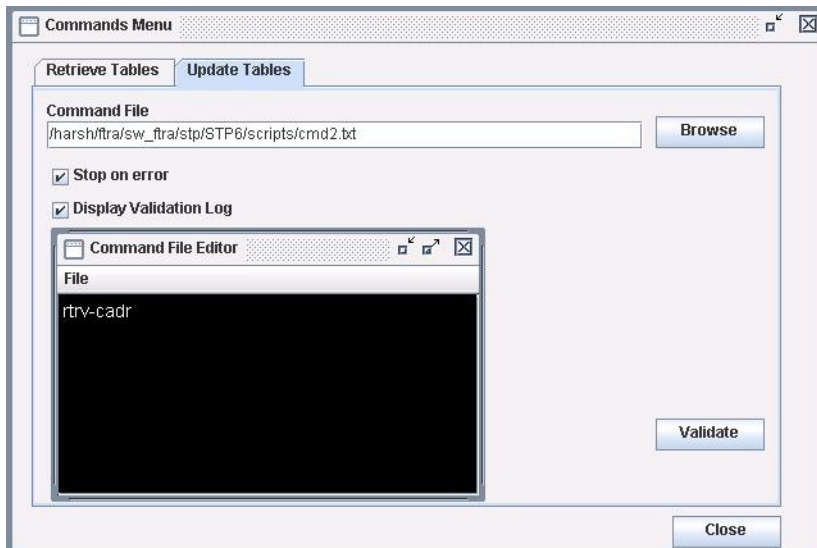 Commands Menu
Retrieve Tables Update Tables
Command File
/harsh/ftra/sw_ftra/stp/STP6/scripts/cmd2.txt Browse
Stop on error
Display Validation Log
Command File Editor
File
rtrv-cadr
Validate
Close